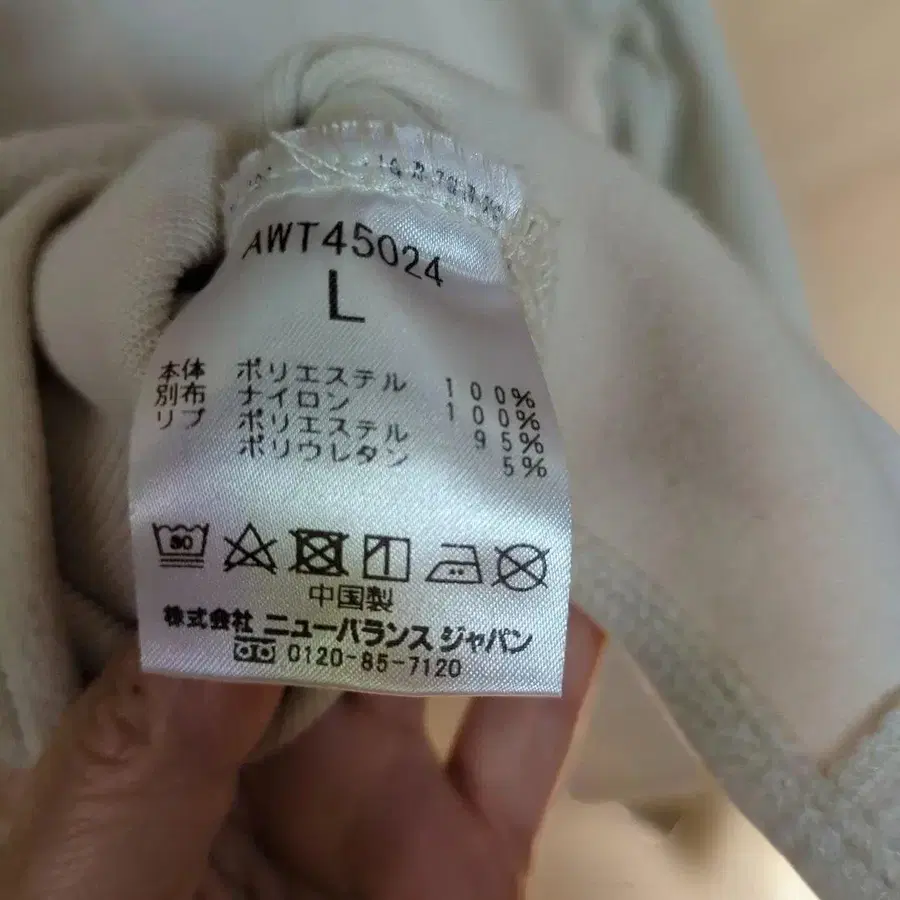 AWT45024
L
本体 ポリエステル 100%
別布 ナイロン 100%
リブ ポリエステル 95%
ポリウレタン 5%
30
中国製
株式会社 ニューバランス ジャパン
0120-85-7120